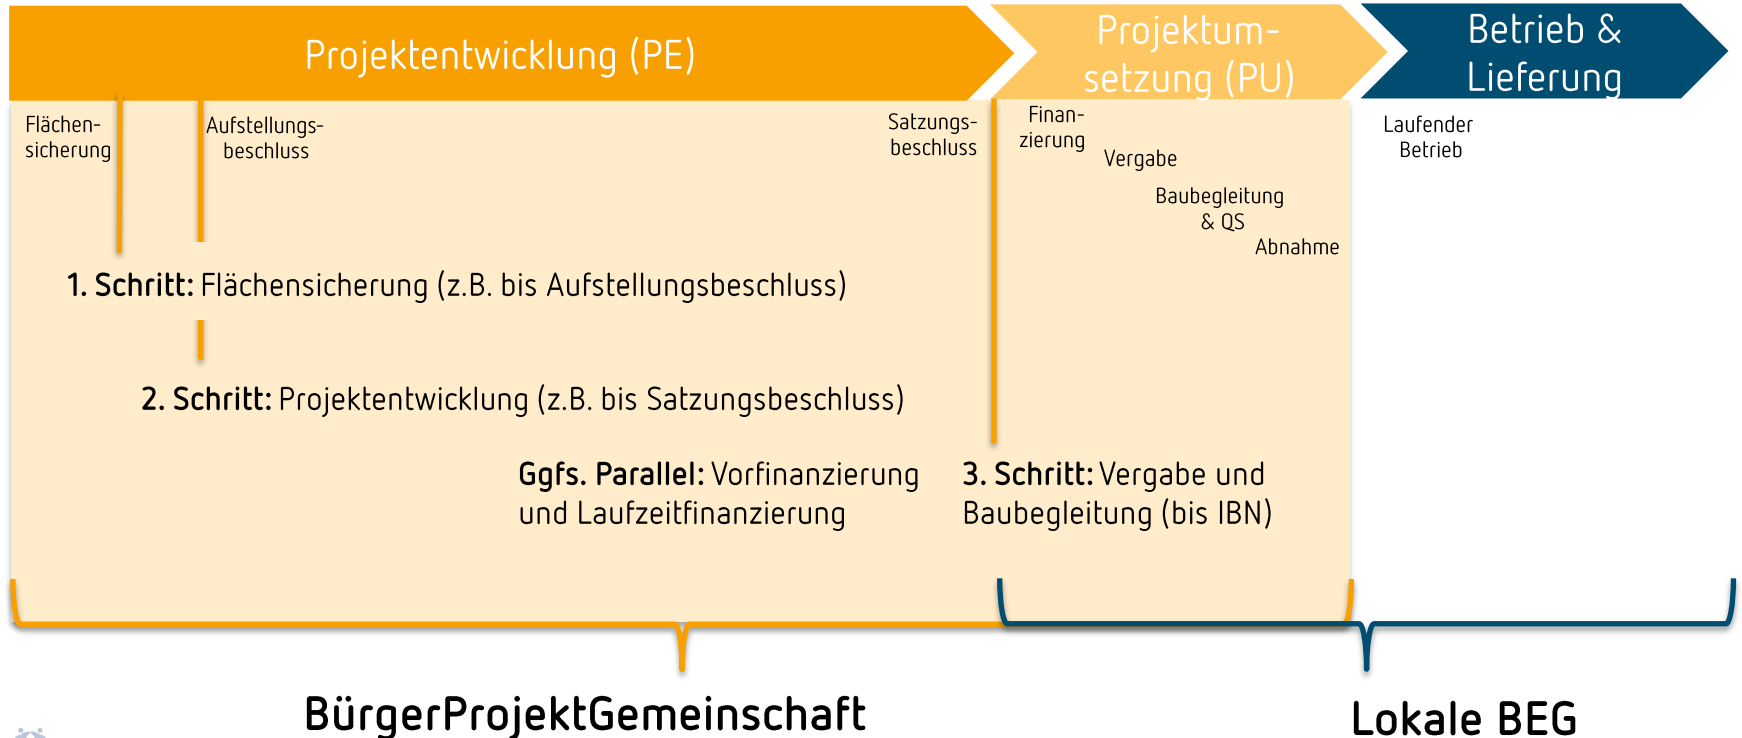 Projektentwicklung (PE)
Projektum-
setzung (PU)
Betrieb &
Lieferung
Flächen-
sicherung
Aufstellungs-
beschluss
Satzungs-
beschluss
Finan-
zierung
Vergabe
Baubegleitung
& QS
Abnahme
Laufender
Betrieb
1. Schritt: Flächensicherung (z.B. bis Aufstellungsbeschluss)
2. Schritt: Projektentwicklung (z.B. bis Satzungsbeschluss)
Ggfs. Parallel: Vorfinanzierung
und Laufzeitfinanzierung
3. Schritt: Vergabe und
Baubegleitung (bis IBN)
BürgerProjektGemeinschaft
Lokale BEG